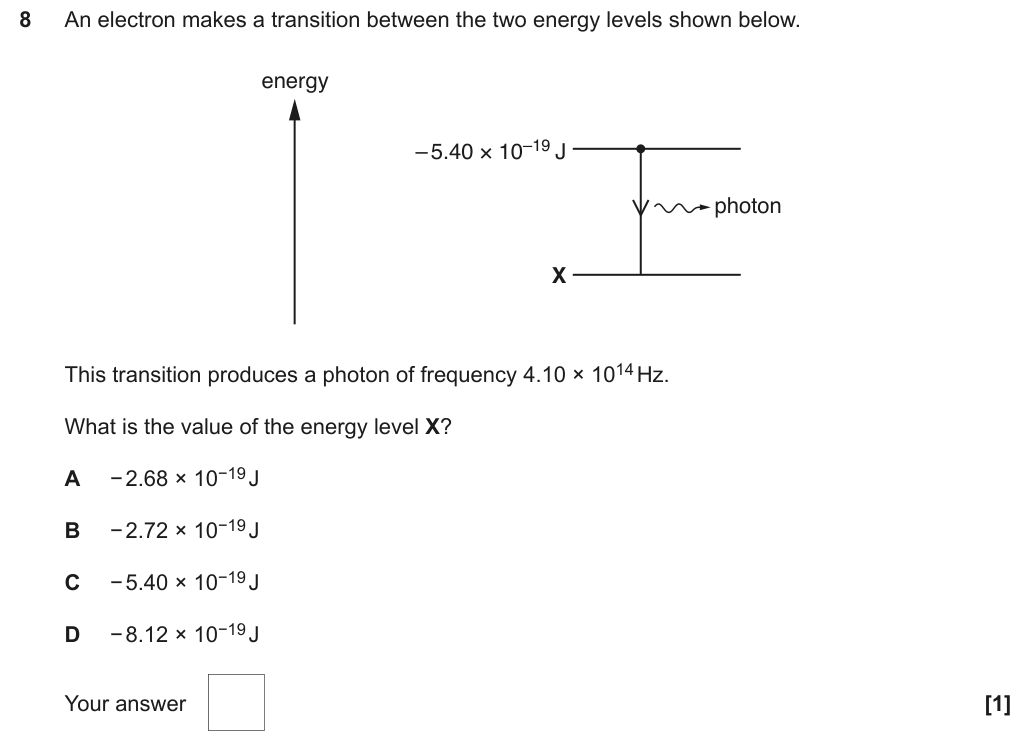 8 An electron makes a transition between the two energy levels shown below.
energy
−5.40 × 10⁻¹⁹ J
photon
X
This transition produces a photon of frequency 4.10 × 10¹⁴ Hz.
What is the value of the energy level X?
A −2.68 × 10⁻¹⁹ J
B −2.72 × 10⁻¹⁹ J
C −5.40 × 10⁻¹⁹ J
D −8.12 × 10⁻¹⁹ J
Your answer [1]